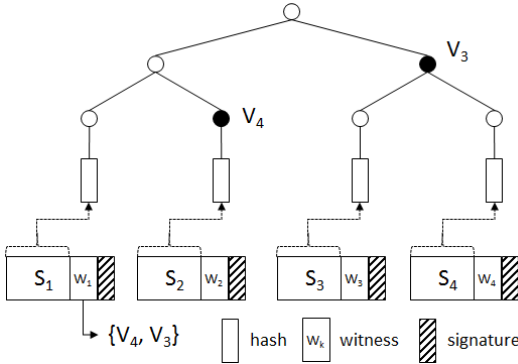 V₃
V₄
S₁ w₁ S₂ w₂ S₃ w₃ S₄ w₄
{V₄, V₃} hash wₖ witness signature